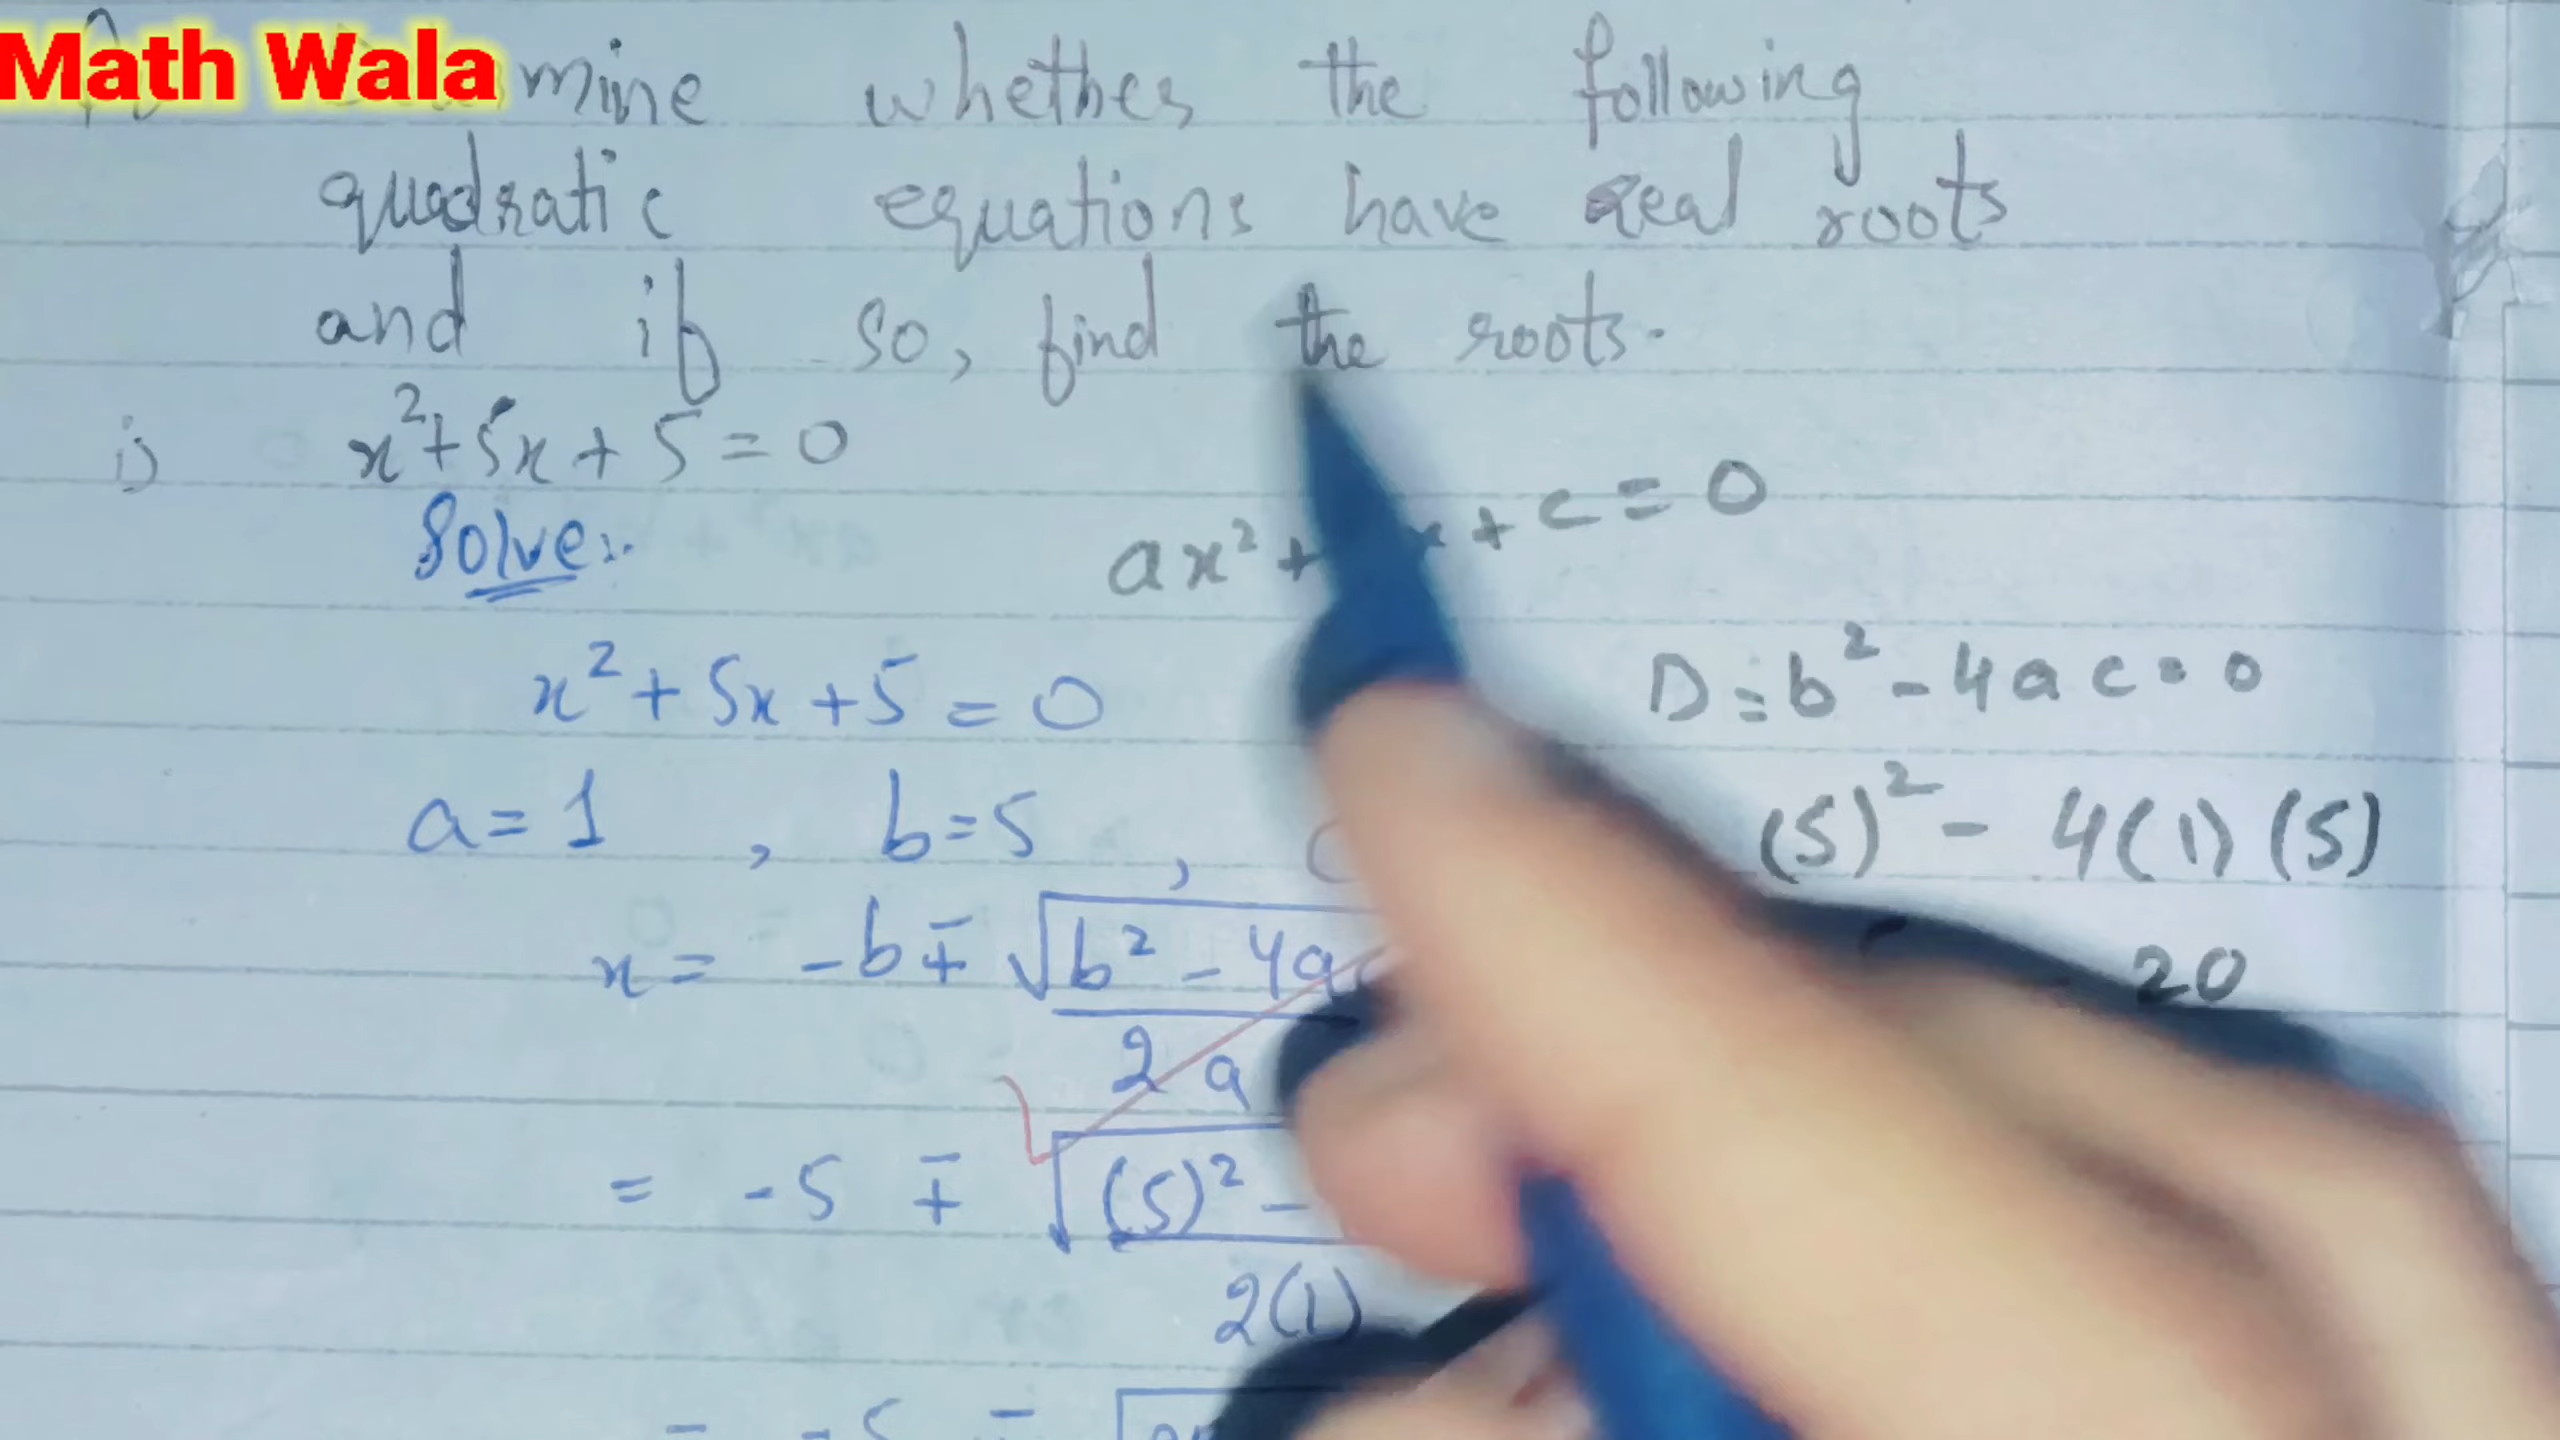 Math Wala
mine whether the following
quadratic equations have real roots
and if so, find the roots.
i) x²+5x+5=0
Solve:.
ax²+ x+c=0
x²+5x+5=0
D=b²-4ac=0
a=1 , b=5 ,
(5)²-4(1)(5)
x= -b∓√b²-4a
20
2a
= -5 ∓ √(5)²-
2(1)
= -5